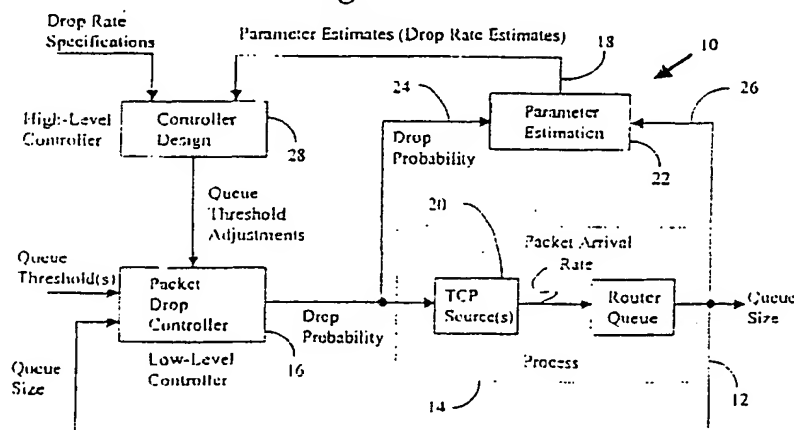 Drop Rate
Specifications
Parameter Estimates (Drop Rate Estimates)
18
10
24
26
High-Level
Controller
Controller
Design
28
Parameter
Estimation
22
Drop
Probability
Queue
Threshold
Adjustments
20
Packet Arrival
Rate
Queue
Threshold(s)
Packet
Drop
Controller
TCP
Source(s)
Router
Queue
Queue
Size
Drop
Probability
Queue
Size
Low-Level
Controller
16
Process
14
12